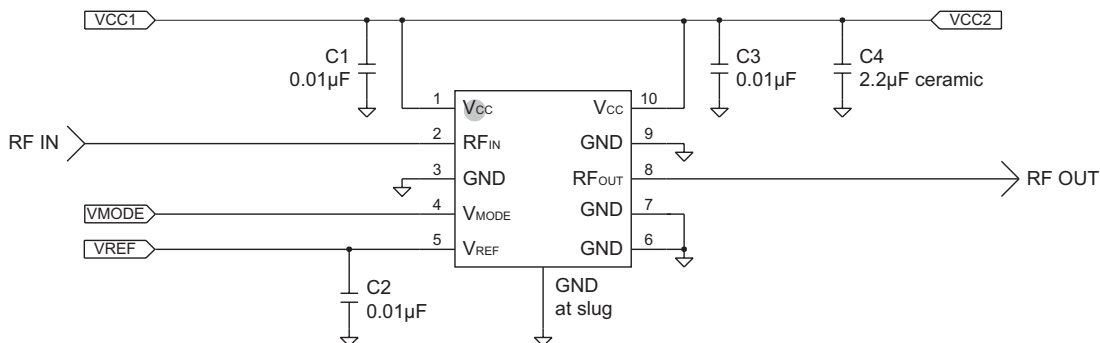 VCC1
VCC2
C1
0.01µF
C3
0.01µF
C4
2.2µF ceramic
1
VCC
VCC
10
RF IN
2
RFIN
GND
9
3
GND
RFOUT
8
RF OUT
VMODE
4
VMODE
GND
7
VREF
5
VREF
GND
6
C2
0.01µF
GND
at slug